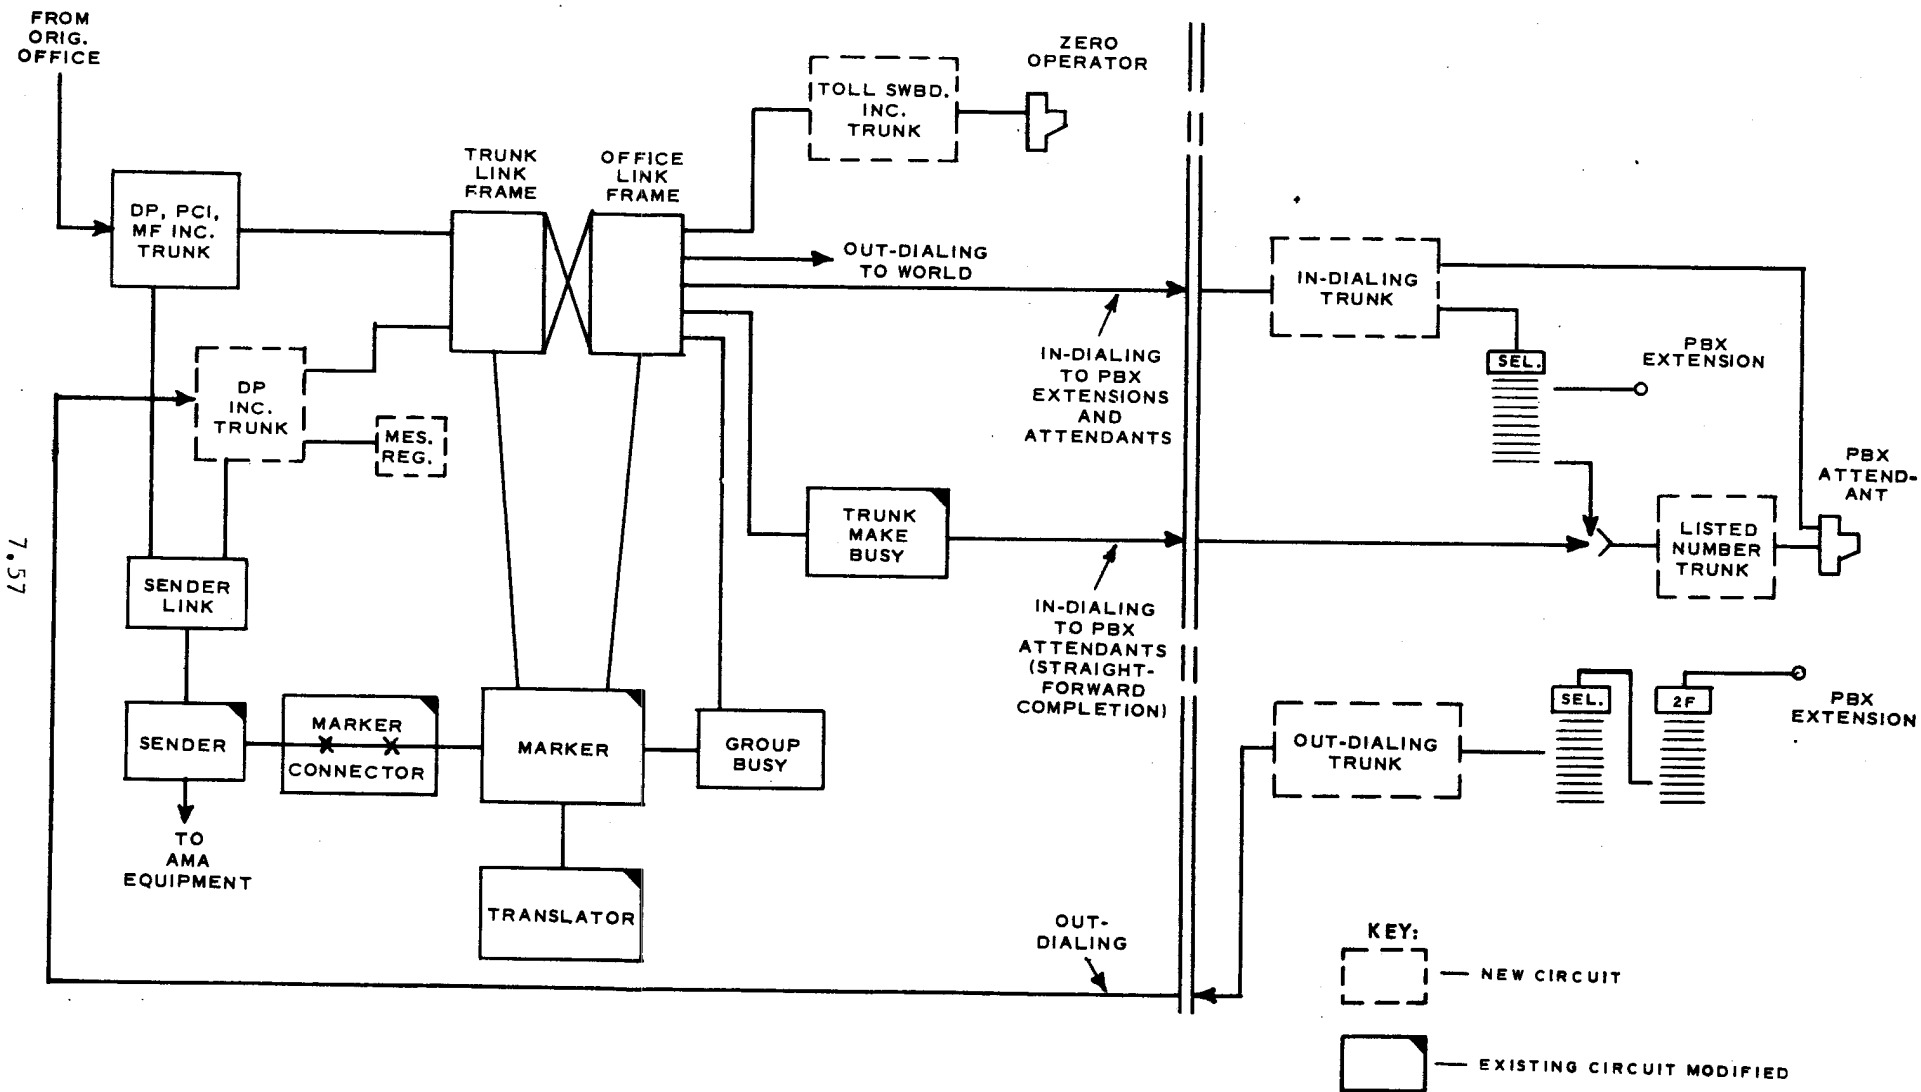 FROM
ORIG.
OFFICE
ZERO
OPERATOR
TOLL SWBD.
INC.
TRUNK
TRUNK
LINK
FRAME
OFFICE
LINK
FRAME
DP, PCI,
MF INC.
TRUNK
OUT-DIALING
TO WORLD
IN-DIALING
TRUNK
IN-DIALING
TO PBX
EXTENSIONS
AND
ATTENDANTS
SEL.
PBX
EXTENSION
DP
INC.
TRUNK
MES.
REG.
PBX
ATTEND-
ANT
TRUNK
MAKE
BUSY
LISTED
NUMBER
TRUNK
7.57
SENDER
LINK
IN-DIALING
TO PBX
ATTENDANTS
(STRAIGHT-
FORWARD
COMPLETION)
SENDER
MARKER
CONNECTOR
MARKER
GROUP
BUSY
OUT-DIALING
TRUNK
SEL.
2F
PBX
EXTENSION
TO
AMA
EQUIPMENT
TRANSLATOR
OUT-
DIALING
KEY:
— NEW CIRCUIT
— EXISTING CIRCUIT MODIFIED